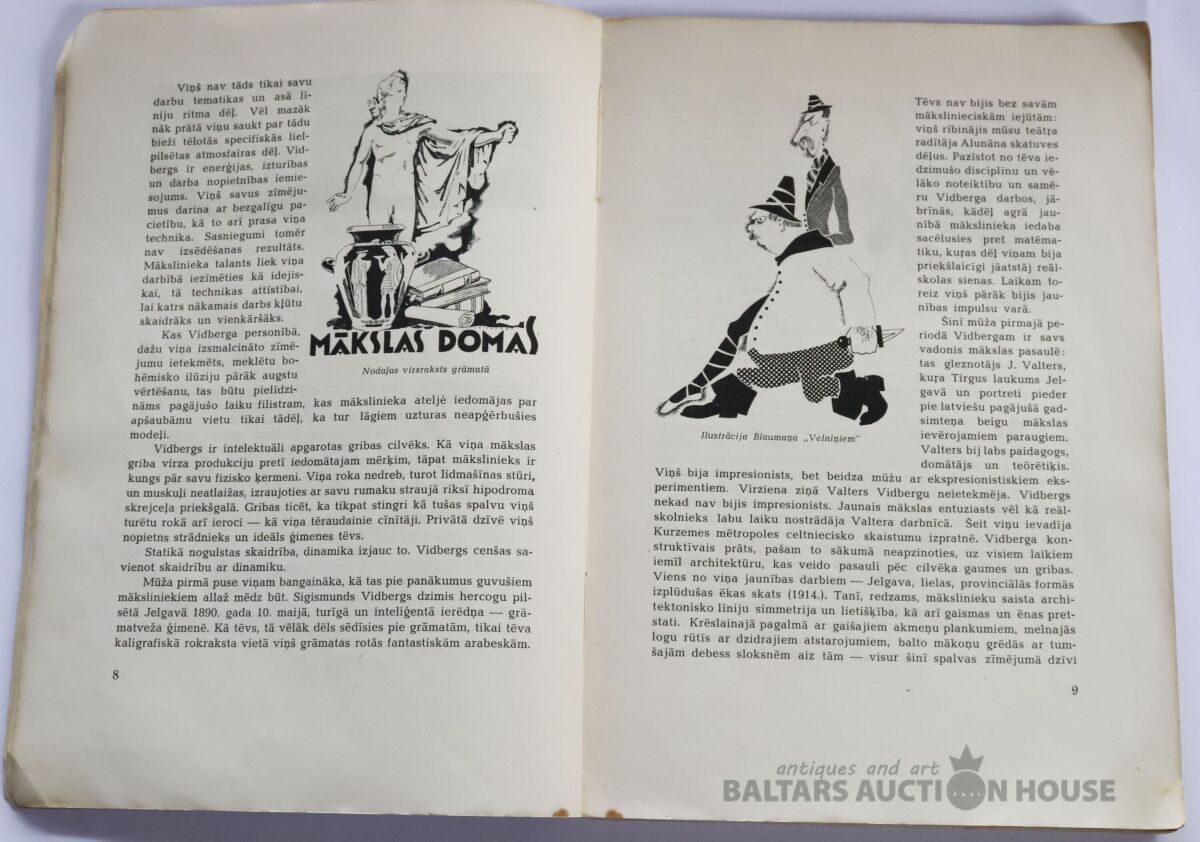 Viņš nav tāds tikai savu
darbu tematikas un asā lī-
niju ritma dēļ. Vēl mazāk
nāk prātā viņu saukt par tādu
bieži tēlotās specifiskās liel-
pilsētas atmosfairas dēļ. Vid-
bergs ir enerģijas, izturības
un darba nopietnības iemie-
sojums. Viņš savus zīmēju-
mus darina ar bezgalīgu pa-
cietību, kā to arī prasa viņa
technika. Sasniegumi tomēr
nav izsēdēšanas rezultāts.
Mākslinieka talants liek viņa
darbībā iezīmēties kā idejis-
kai, tā technikas attīstībai,
lai katrs nākamais darbs kļūtu
skaidrāks un vienkāršāks.
Kas Vidberga personībā,
dažu viņa izsmalcināto zīmē-
jumu ietekmēts, meklētu bo-
hēmisko ilūziju pārāk augstu
vērtēšanu, tas būtu pielīdzi-
nāms pagājušo laiku filistram, kas mākslinieka ateljē iedomājas par
apšaubāmu vietu tikai tādēļ, ka tur lāgiem uzturas neapģērbušies
modeļi.
MĀKSLAS DOMAS
Nodaļas virsraksts grāmatā
Vidbergs ir intelektuāli apgarotas gribas cilvēks. Kā viņa mākslas
griba virza produkciju pretī iedomātajam mērķim, tāpat mākslinieks ir
kungs pār savu fizisko ķermeni. Viņa roka nedreb, turot lidmašīnas stūri,
un muskuļi neatlaižas, izraujoties ar savu rumaku straujā riksī hipodroma
skrejceļa priekšgalā. Gribas ticēt, ka tikpat stingri kā tušas spalvu viņš
turētu rokā arī ieroci — kā viņa tēraudainie cīnītāji. Privātā dzīvē viņš
nopietns strādnieks un ideāls ģimenes tēvs.
Statikā nogulstas skaidrība, dinamika izjauc to. Vidbergs cenšas sa-
vienot skaidrību ar dinamiku.
Mūža pirmā puse viņam bangaināka, kā tas pie panākumus guvušiem
māksliniekiem allaž mēdz būt. Sigismunds Vidbergs dzimis hercogu pil-
sētā Jelgavā 1890. gada 10. maijā, turīgā un inteliģentā ierēdņa — grā-
matveža ģimenē. Kā tēvs, tā vēlāk dēls sēdīsies pie grāmatām, tikai tēva
kaligrafiskā rokraksta vietā viņš grāmatas rotās fantastiskām arabeskām.
8
Tēvs nav bijis bez savām
mākslinieciskām iejūtām:
viņš rībinājis mūsu teātra
radītāja Alunāna skatuves
dēļus. Pazīstot no tēva ie-
dzimušo disciplīnu un vē-
lāko noteiktību un samē-
ru Vidberga darbos, jā-
brīnās, kādēļ agrā jau-
nībā mākslinieka iedaba
sacēlusies pret matēma-
tiku, kuŗas dēļ viņam bija
priekšlaicīgi jāatstāj reāl-
skolas sienas. Laikam to-
reiz viņš pārāk bijis jau-
nības impulsu varā.
Šinī mūža pirmajā pe-
riodā Vidbergam ir savs
vadonis mākslas pasaulē:
tas gleznotājs J. Valters,
kuŗa Tirgus laukums Jel-
gavā un portreti pieder
pie latviešu pagājušā gad-
simteņa beigu mākslas
ievērojamiem paraugiem.
Valters bij labs paidagogs,
domātājs un teōrētiķis.
Ilustrācija Blaumaņa „Velniņiem"
Viņš bija impresionists, bet beidza mūžu ar ekspresionistiskiem eks-
perimentiem. Virziena ziņā Valters Vidbergu neietekmēja. Vidbergs
nekad nav bijis impresionists. Jaunais mākslas entuziasts vēl kā reāl-
skolnieks labu laiku nostrādāja Valtera darbnīcā. Šeit viņu ievadīja
Kurzemes mētropoles celtniecisko skaistumu izpratnē. Vidberga kon-
struktīvais prāts, pašam to sākumā neapzinoties, uz visiem laikiem
iemīl architektūru, kas veido pasauli pēc cilvēka gaumes un gribas.
Viens no viņa jaunības darbiem — Jelgava, lielas, provinciālās formās
izplūdušas ēkas skats (1914.). Tanī, redzams, mākslinieku saista archi-
tektonisko līniju simmetrija un lietišķība, kā arī gaismas un ēnas pret-
stati. Krēslainajā pagalmā ar gaišajiem akmeņu plankumiem, melnajās
logu rūtīs ar dzidrajiem atstarojumiem, balto mākoņu grēdās ar tum-
šajām debess sloksnēm aiz tām — visur šinī spalvas zīmējumā dzīvi
9
antiques and art
BALTARS AUCTION HOUSE